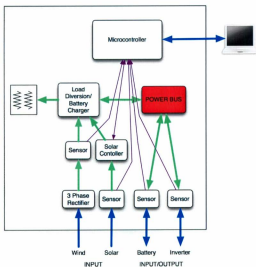 Microcontroller
Load
Diversion/
Battery
Charger
POWER BUS
Sensor
Solar
Contoller
3 Phase
Rectifier
Sensor
Sensor
Sensor
Wind
Solar
Battery
Inverter
INPUT
INPUT/OUTPUT